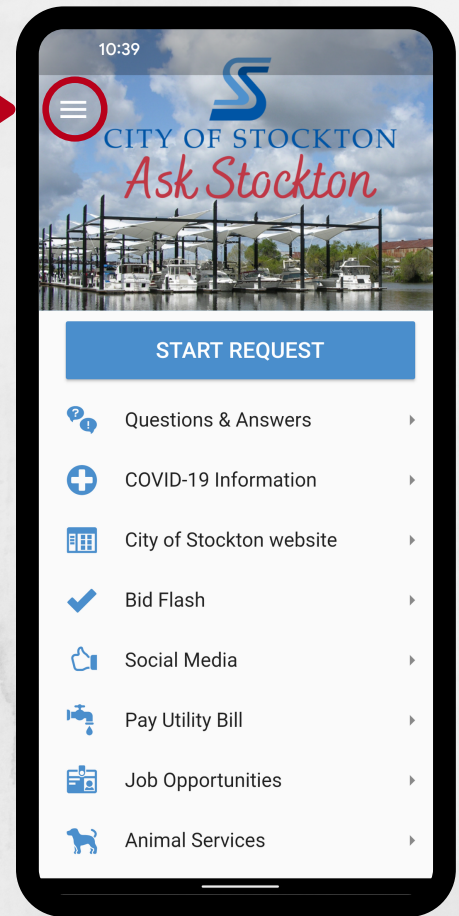 10:39
CITY OF STOCKTON
Ask Stockton
START REQUEST
Questions & Answers
COVID-19 Information
City of Stockton website
Bid Flash
Social Media
Pay Utility Bill
Job Opportunities
Animal Services